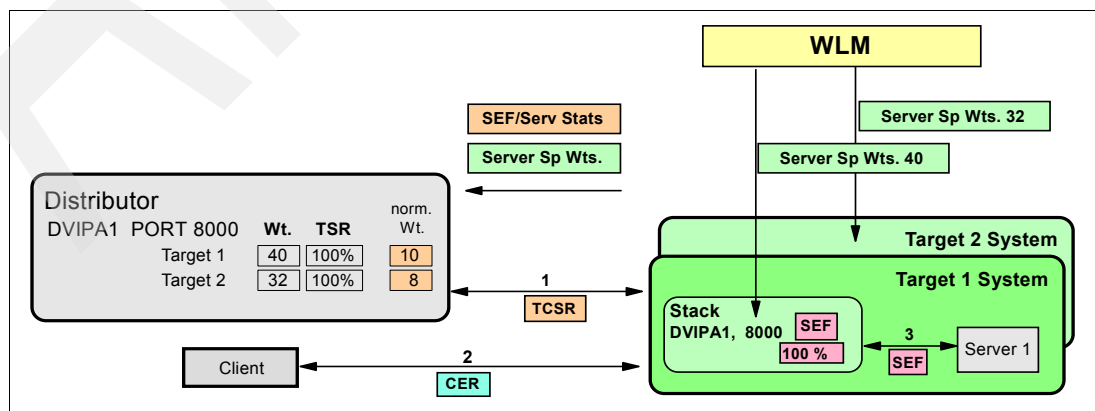 WLM
SEF/Serv Stats
Server Sp Wts. 32
Server Sp Wts.
Server Sp Wts. 40
Distributor
norm.
DVIPA1 PORT 8000 Wt. TSR Wt.
Target 1 40 100% 10
Target 2 32 100% 8
Target 2 System
Target 1 System
1
TCSR
Stack
DVIPA1, 8000 SEF
100 %
3
SEF
Server 1
Client
2
CER